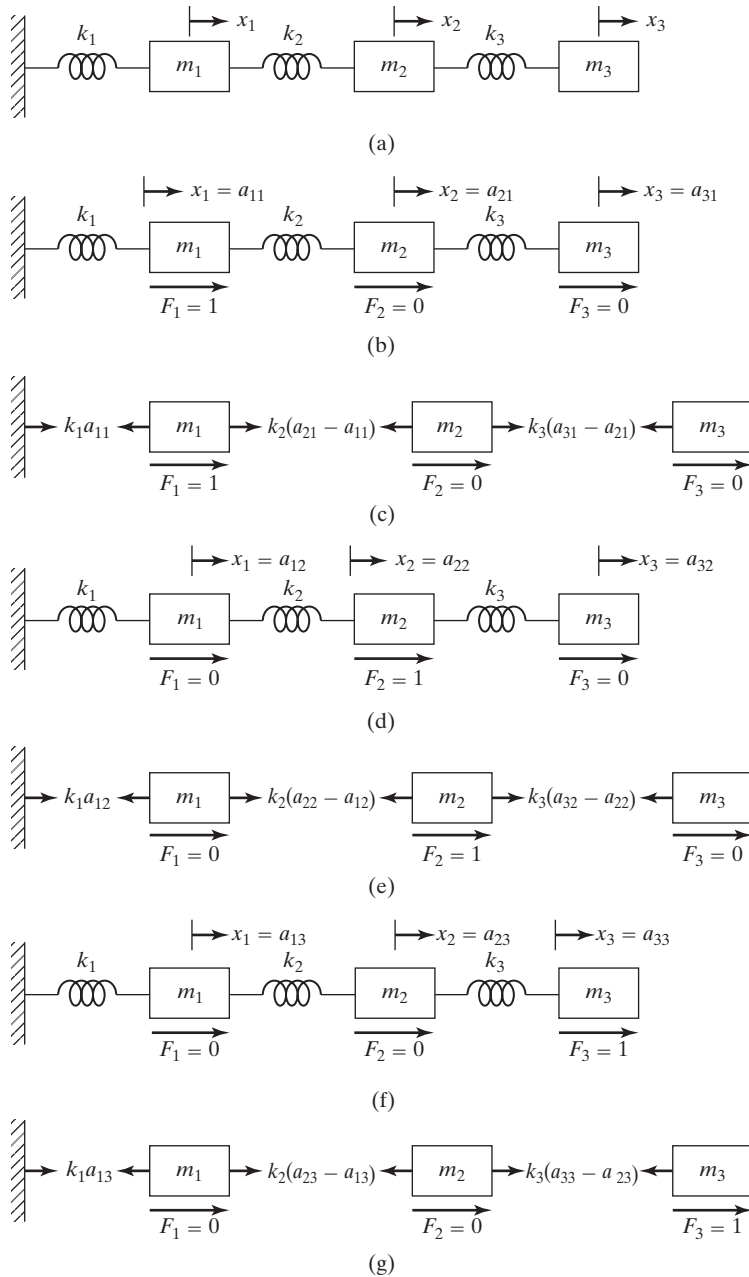 x₁ x₂ x₃
k₁ k₂ k₃
m₁ m₂ m₃
(a)
x₁ = a₁₁ x₂ = a₂₁ x₃ = a₃₁
k₁ k₂ k₃
m₁ m₂ m₃
F₁ = 1 F₂ = 0 F₃ = 0
(b)
k₁a₁₁ m₁ k₂(a₂₁ − a₁₁) m₂ k₃(a₃₁ − a₂₁) m₃
F₁ = 1 F₂ = 0 F₃ = 0
(c)
x₁ = a₁₂ x₂ = a₂₂ x₃ = a₃₂
k₁ k₂ k₃
m₁ m₂ m₃
F₁ = 0 F₂ = 1 F₃ = 0
(d)
k₁a₁₂ m₁ k₂(a₂₂ − a₁₂) m₂ k₃(a₃₂ − a₂₂) m₃
F₁ = 0 F₂ = 1 F₃ = 0
(e)
x₁ = a₁₃ x₂ = a₂₃ x₃ = a₃₃
k₁ k₂ k₃
m₁ m₂ m₃
F₁ = 0 F₂ = 0 F₃ = 1
(f)
k₁a₁₃ m₁ k₂(a₂₃ − a₁₃) m₂ k₃(a₃₃ − a₂₃) m₃
F₁ = 0 F₂ = 0 F₃ = 1
(g)